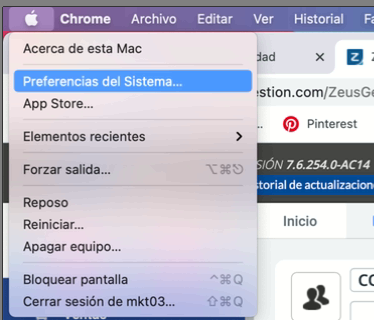 Chrome Archivo Editar Ver Historial
Acerca de esta Mac
dad
Preferencias del Sistema...
estion.com/ZeusGe
App Store...
Pinterest
Elementos recientes
SIÓN 7.6.254.0-AC14
Forzar salida... ⌥⌘⎋
storial de actualizacion
Reposo
Inicio
Reiniciar...
Apagar equipo...
Bloquear pantalla ^⌘Q
CO
Cerrar sesión de mkt03... ⇧⌘Q